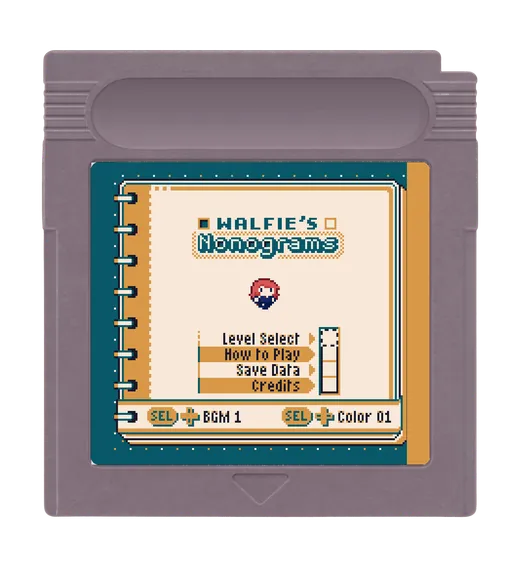 WALFIE'S
Nonograms
Level Select
How to Play
Save Data
Credits
SEL BGM 1
SEL Color 01